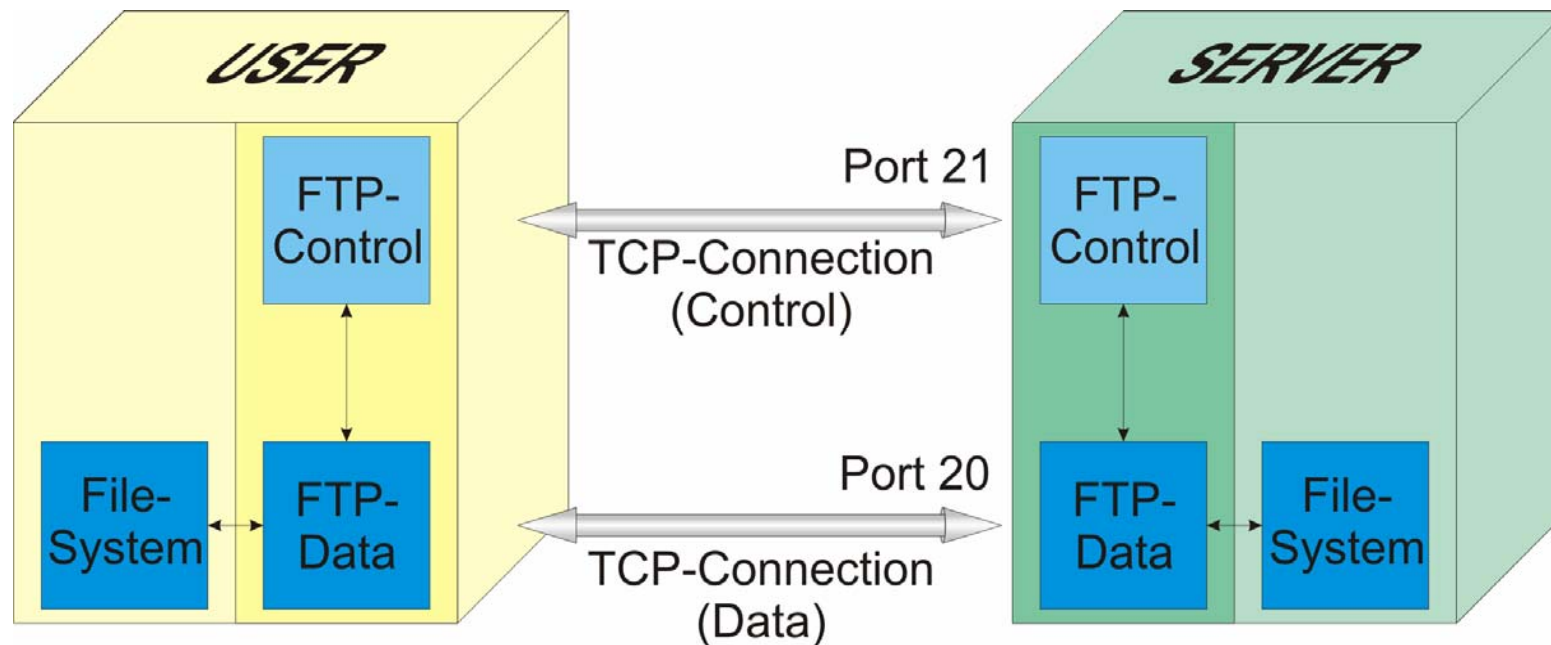 USER
SERVER
FTP-
Control
Port 21
TCP-Connection
(Control)
FTP-
Control
File-
System
FTP-
Data
Port 20
TCP-Connection
(Data)
FTP-
Data
File-
System